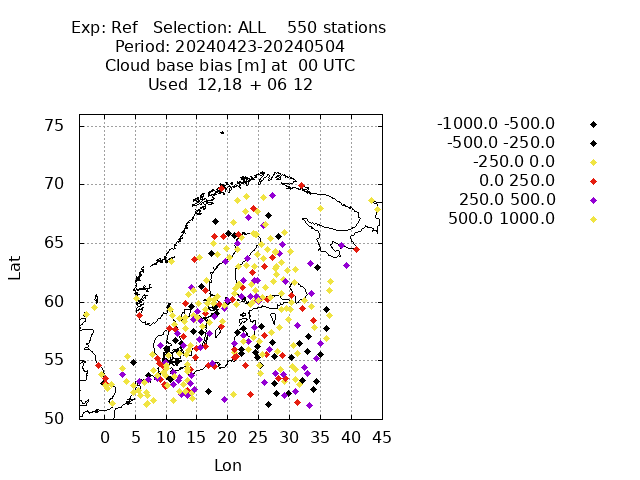 Exp: Ref   Selection: ALL    550 stations
Period: 20240423-20240504
Cloud base bias [m] at  00 UTC
Used 12,18 + 06 12
-1000.0 -500.0
-500.0 -250.0
-250.0 0.0
0.0 250.0
250.0 500.0
500.0 1000.0
75
70
65
60
55
50
Lat
0 5 10 15 20 25 30 35 40 45
Lon